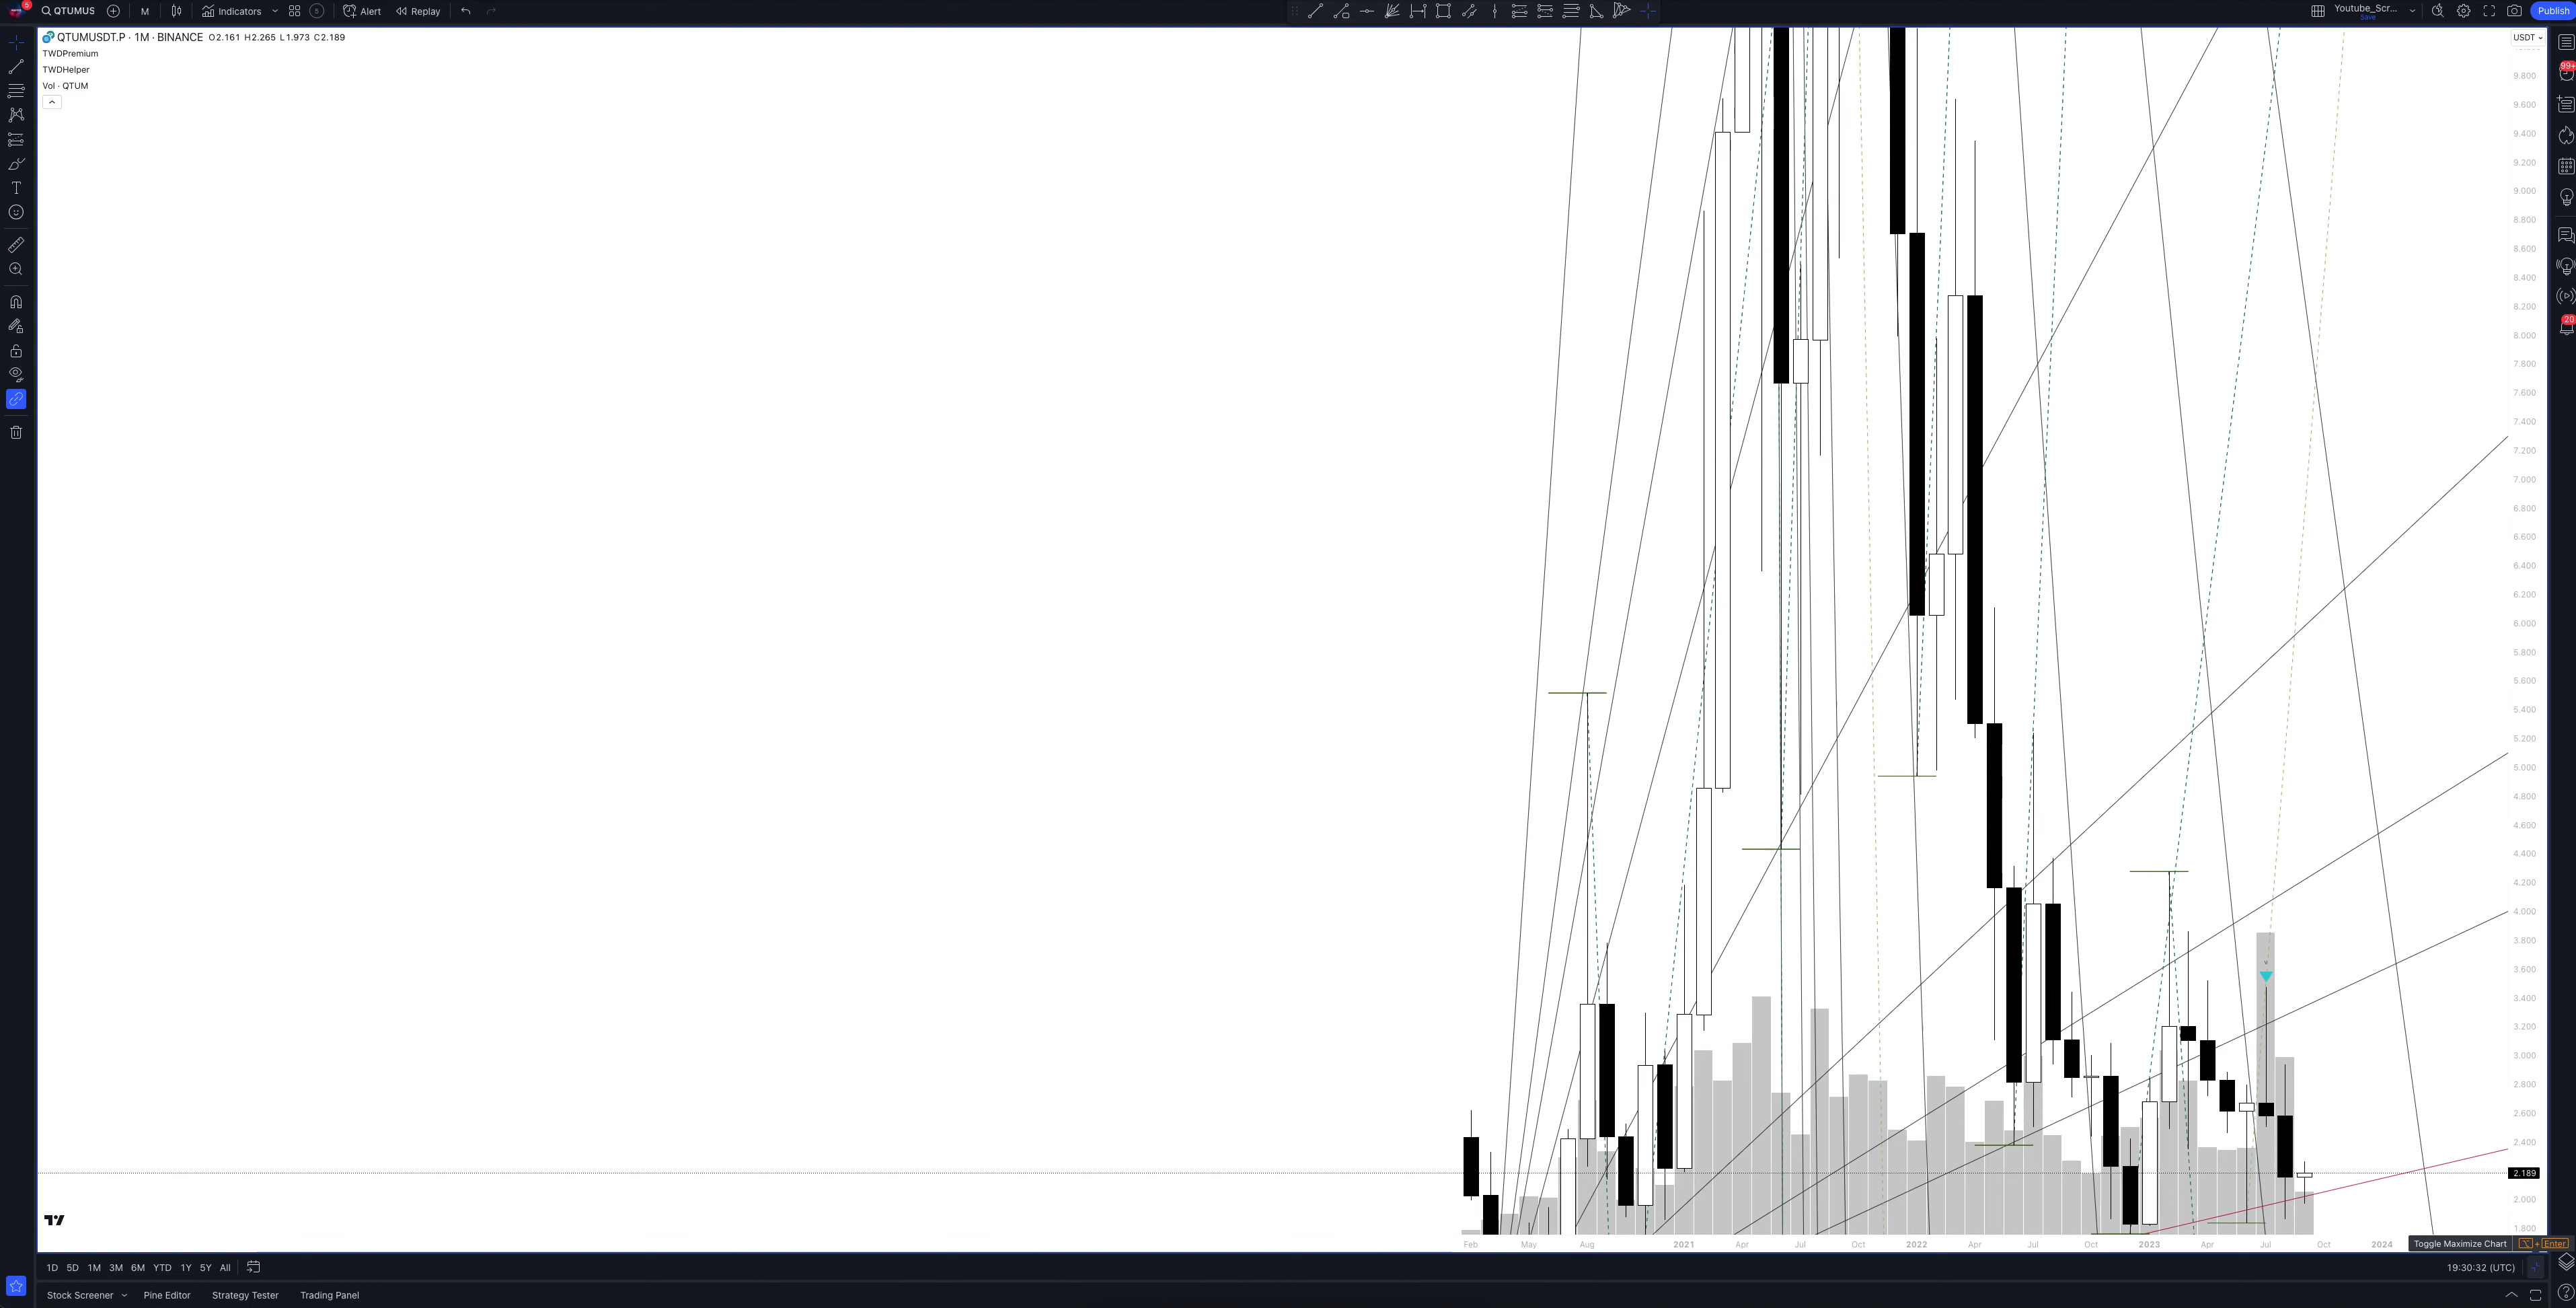 5
QTUMUS
M
Indicators
5
Alert
Replay
Youtube_Scr...
Save
Publish
QTUMUSDT.P · 1M · BINANCE O2.161 H2.265 L1.973 C2.189
TWDPremium
TWDHelper
Vol · QTUM
USDT
99+
20
9.800
9.600
9.400
9.200
9.000
8.800
8.600
8.400
8.200
8.000
7.800
7.600
7.400
7.200
7.000
6.800
6.600
6.400
6.200
6.000
5.800
5.600
5.400
5.200
5.000
4.800
4.600
4.400
4.200
4.000
3.800
3.600
3.400
3.200
3.000
2.800
2.600
2.400
2.189
2.000
1.800
Feb May Aug 2021 Apr Jul Oct 2022 Apr Jul Oct 2023 Apr Jul Oct 2024
Toggle Maximize Chart ⌥ + Enter
1D 5D 1M 3M 6M YTD 1Y 5Y All
19:30:32 (UTC)
Stock Screener Pine Editor Strategy Tester Trading Panel